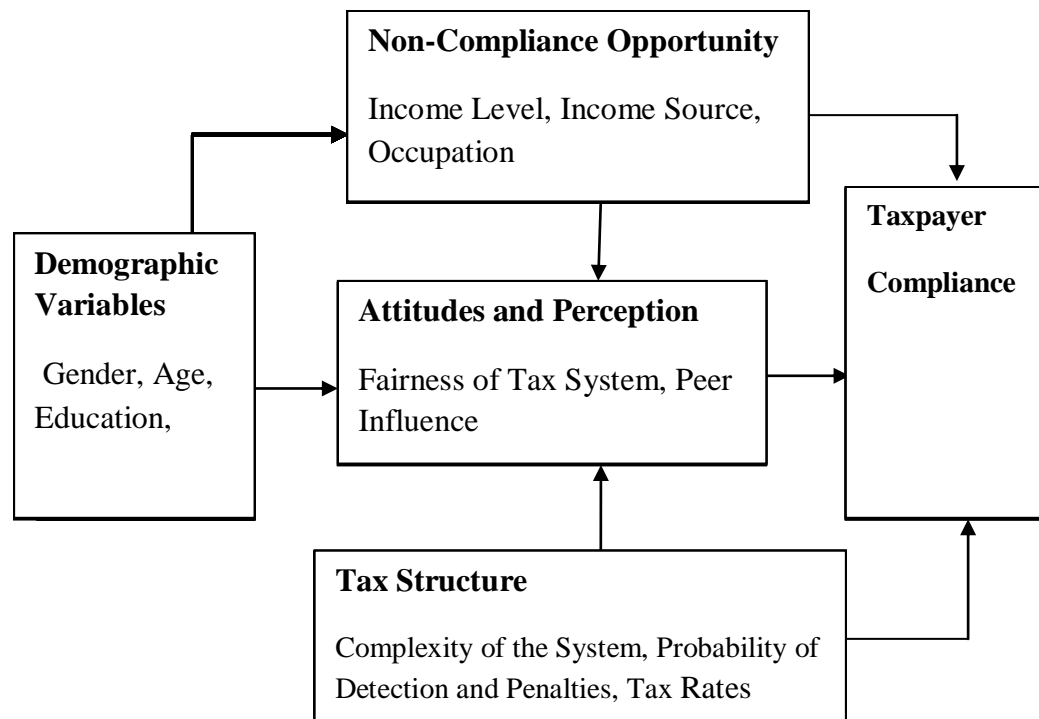 Non-Compliance Opportunity
Income Level, Income Source,
Occupation
Demographic
Variables
Gender, Age,
Education,
Attitudes and Perception
Fairness of Tax System, Peer
Influence
Taxpayer
Compliance
Tax Structure
Complexity of the System, Probability of
Detection and Penalties, Tax Rates